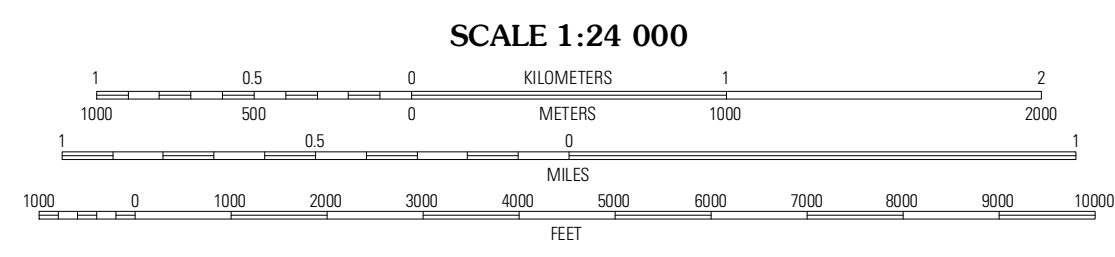 SCALE 1:24 000
1 0.5 0 KILOMETERS 1 2
1000 500 0 METERS 1000 2000
1 0.5 0 1
MILES
1000 0 1000 2000 3000 4000 5000 6000 7000 8000 9000 10000
FEET